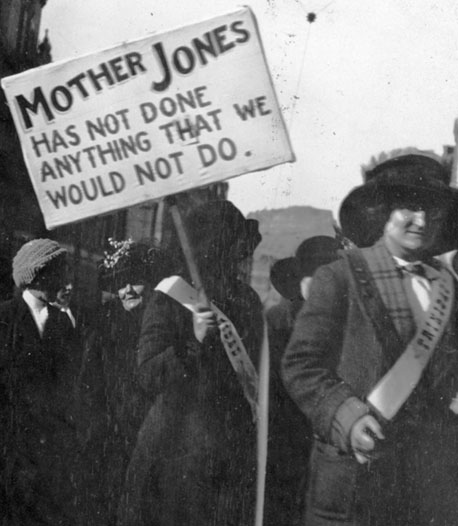 MOTHER JONES
HAS NOT DONE
ANYTHING THAT WE
WOULD NOT DO.